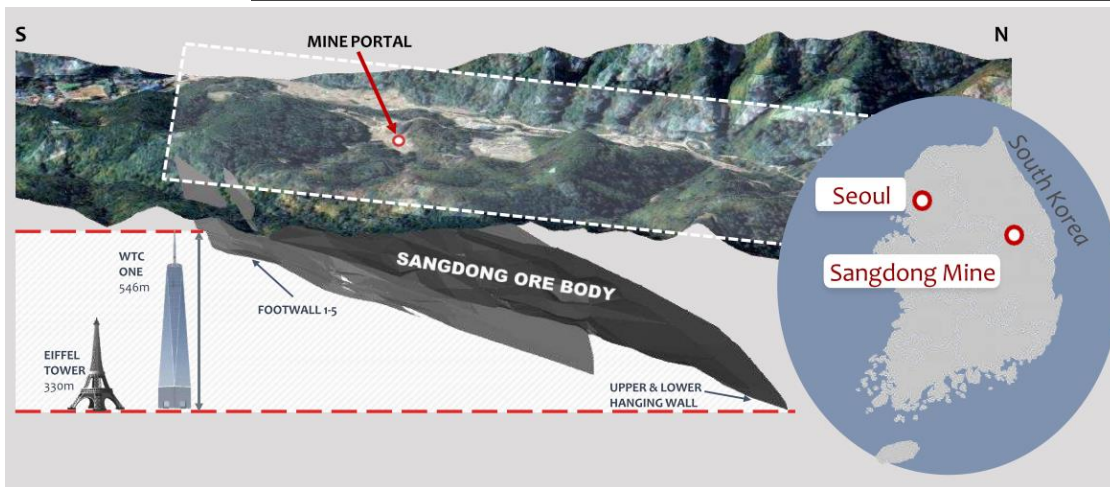 S
MINE PORTAL
N
WTC
ONE
546m
EIFFEL
TOWER
330m
FOOTWALL 1-5
SANGDONG ORE BODY
UPPER & LOWER
HANGING WALL
South Korea
Seoul
Sangdong Mine